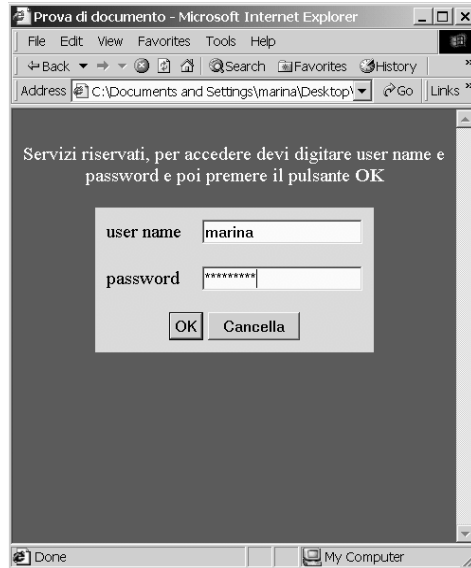 Prova di documento - Microsoft Internet Explorer
File Edit View Favorites Tools Help
Back Search Favorites History »
Address C:\Documents and Settings\marina\Desktop\ Go Links »
Servizi riservati, per accedere devi digitare user name e
password e poi premere il pulsante OK
user name marina
password *********
OK Cancella
Done My Computer